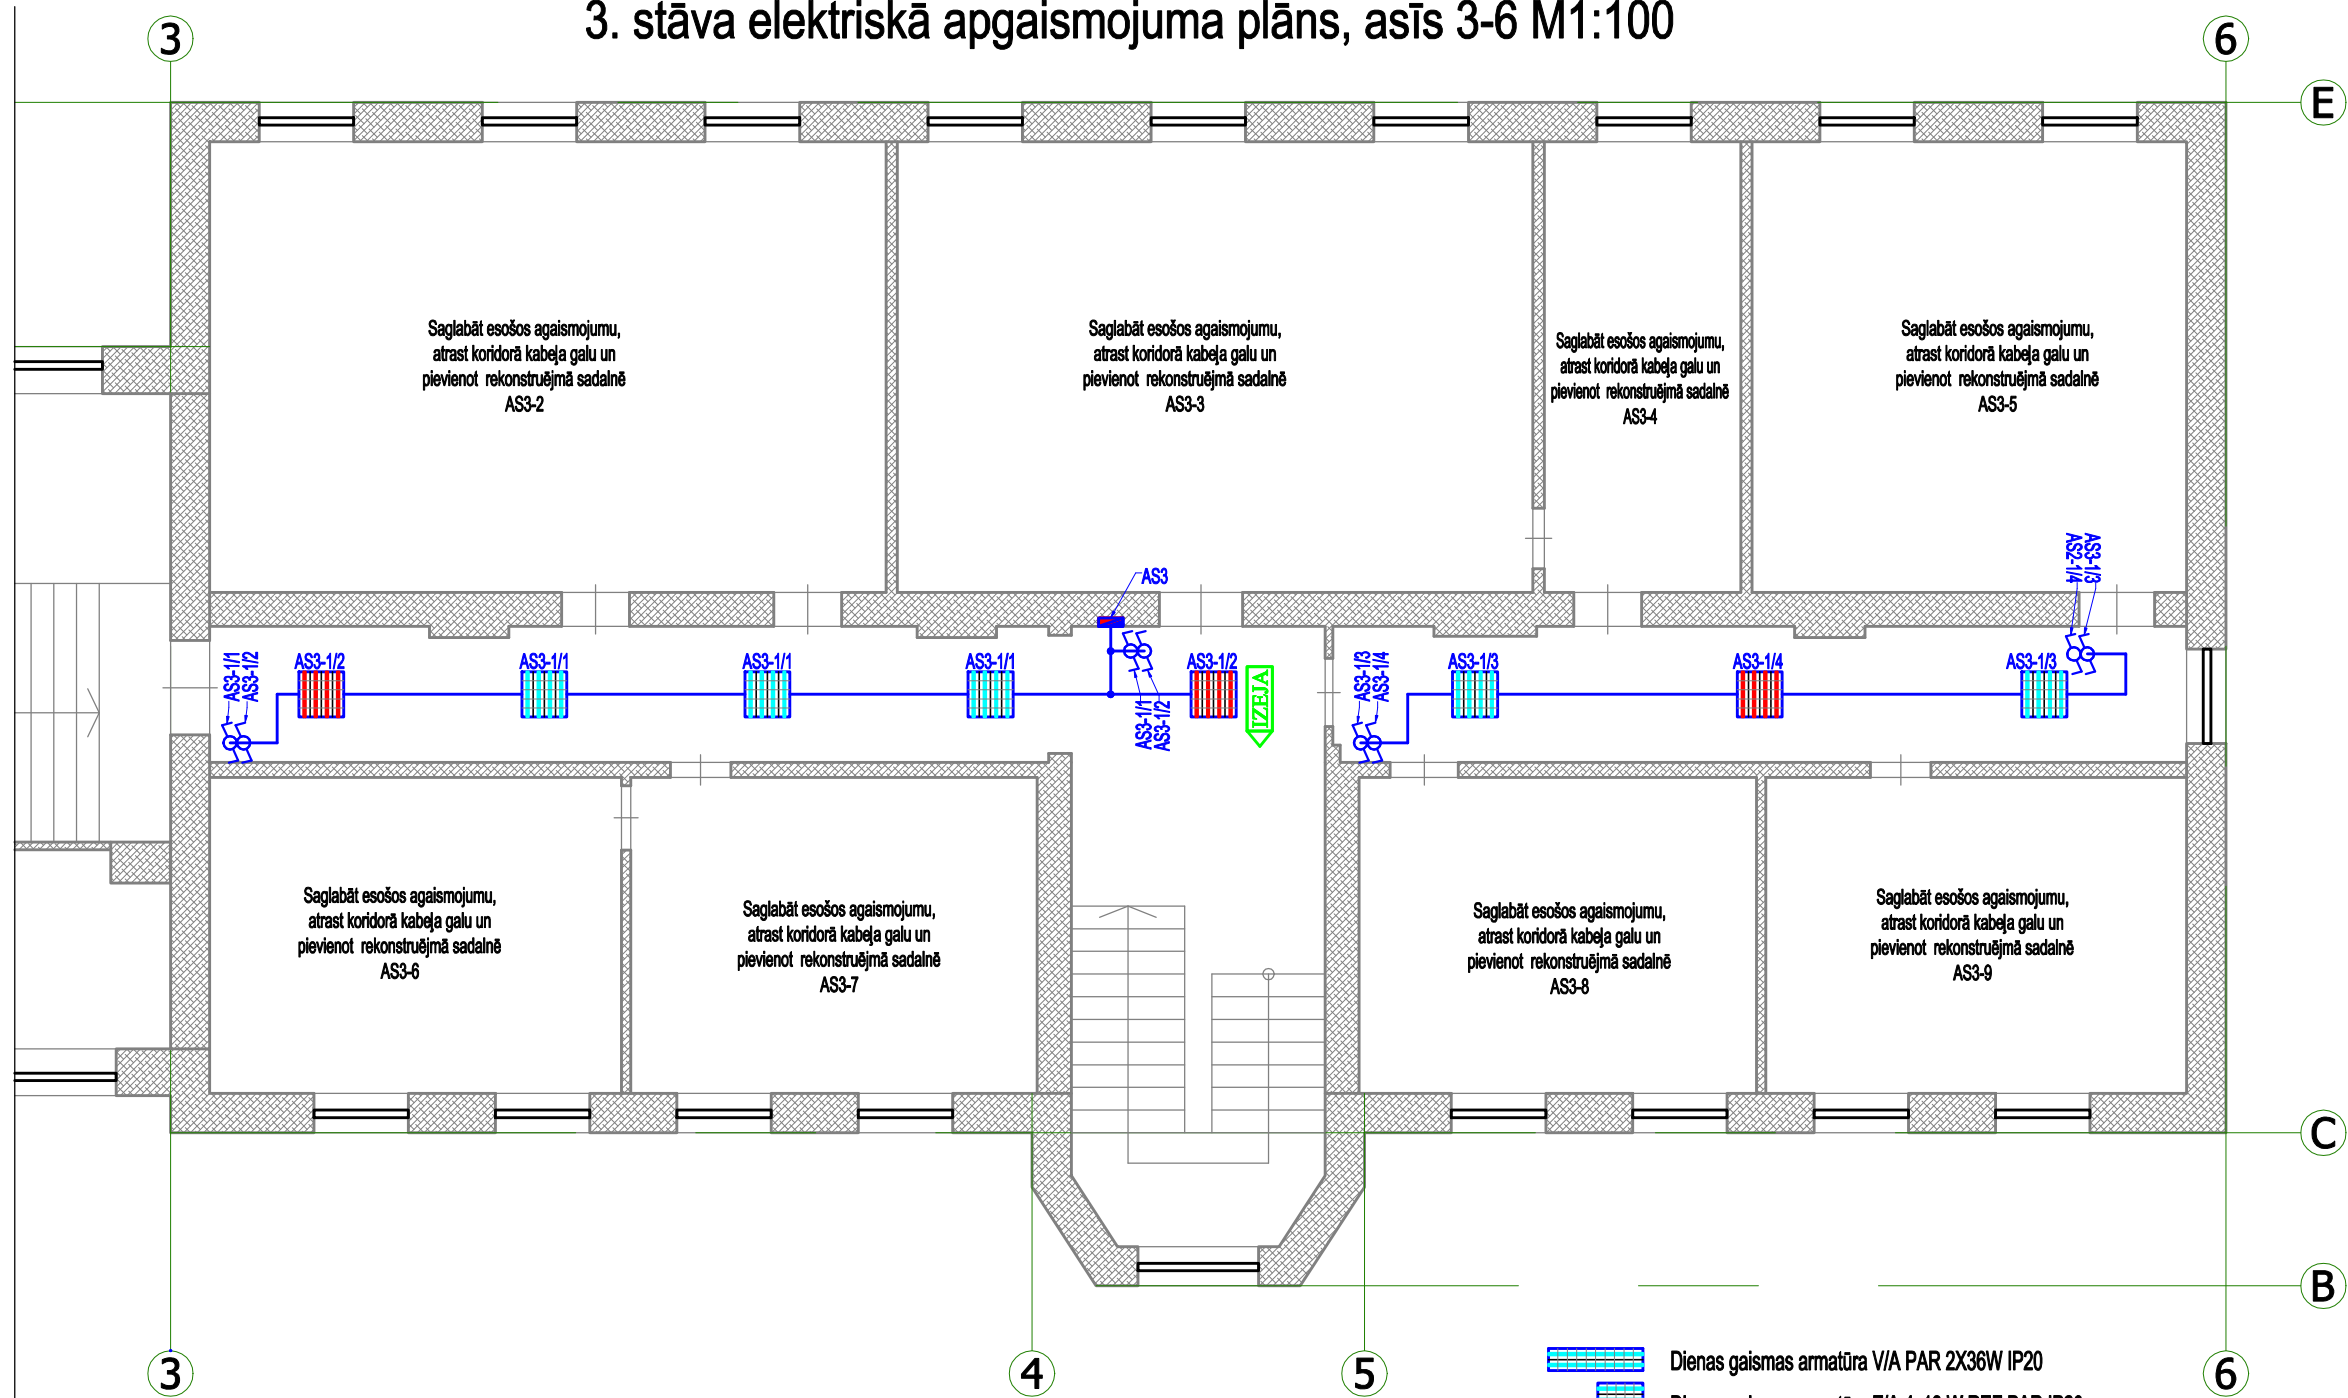 3. stāva elektriskā apgaismojuma plāns, asīs 3-6 M1:100
3
6
E
Saglabāt esošos agaismojumu,
atrast koridorā kabeļa galu un
pievienot rekonstruējmā sadalnē
AS3-2
Saglabāt esošos agaismojumu,
atrast koridorā kabeļa galu un
pievienot rekonstruējmā sadalnē
AS3-3
Saglabāt esošos agaismojumu,
atrast koridorā kabeļa galu un
pievienot rekonstruējmā sadalnē
AS3-4
Saglabāt esošos agaismojumu,
atrast koridorā kabeļa galu un
pievienot rekonstruējmā sadalnē
AS3-5
AS2-1/4
AS3-1/3
AS3
AS3-1/1
AS3-1/2
AS3-1/2
AS3-1/1
AS3-1/1
AS3-1/1
AS3-1/1
AS3-1/2
AS3-1/2
IZEJA
AS3-1/3
AS3-1/4
AS3-1/3
AS3-1/4
AS3-1/3
Saglabāt esošos agaismojumu,
atrast koridorā kabeļa galu un
pievienot rekonstruējmā sadalnē
AS3-6
Saglabāt esošos agaismojumu,
atrast koridorā kabeļa galu un
pievienot rekonstruējmā sadalnē
AS3-7
Saglabāt esošos agaismojumu,
atrast koridorā kabeļa galu un
pievienot rekonstruējmā sadalnē
AS3-8
Saglabāt esošos agaismojumu,
atrast koridorā kabeļa galu un
pievienot rekonstruējmā sadalnē
AS3-9
C
B
3
4
5
6
Dienas gaismas armatūra V/A PAR 2X36W IP20